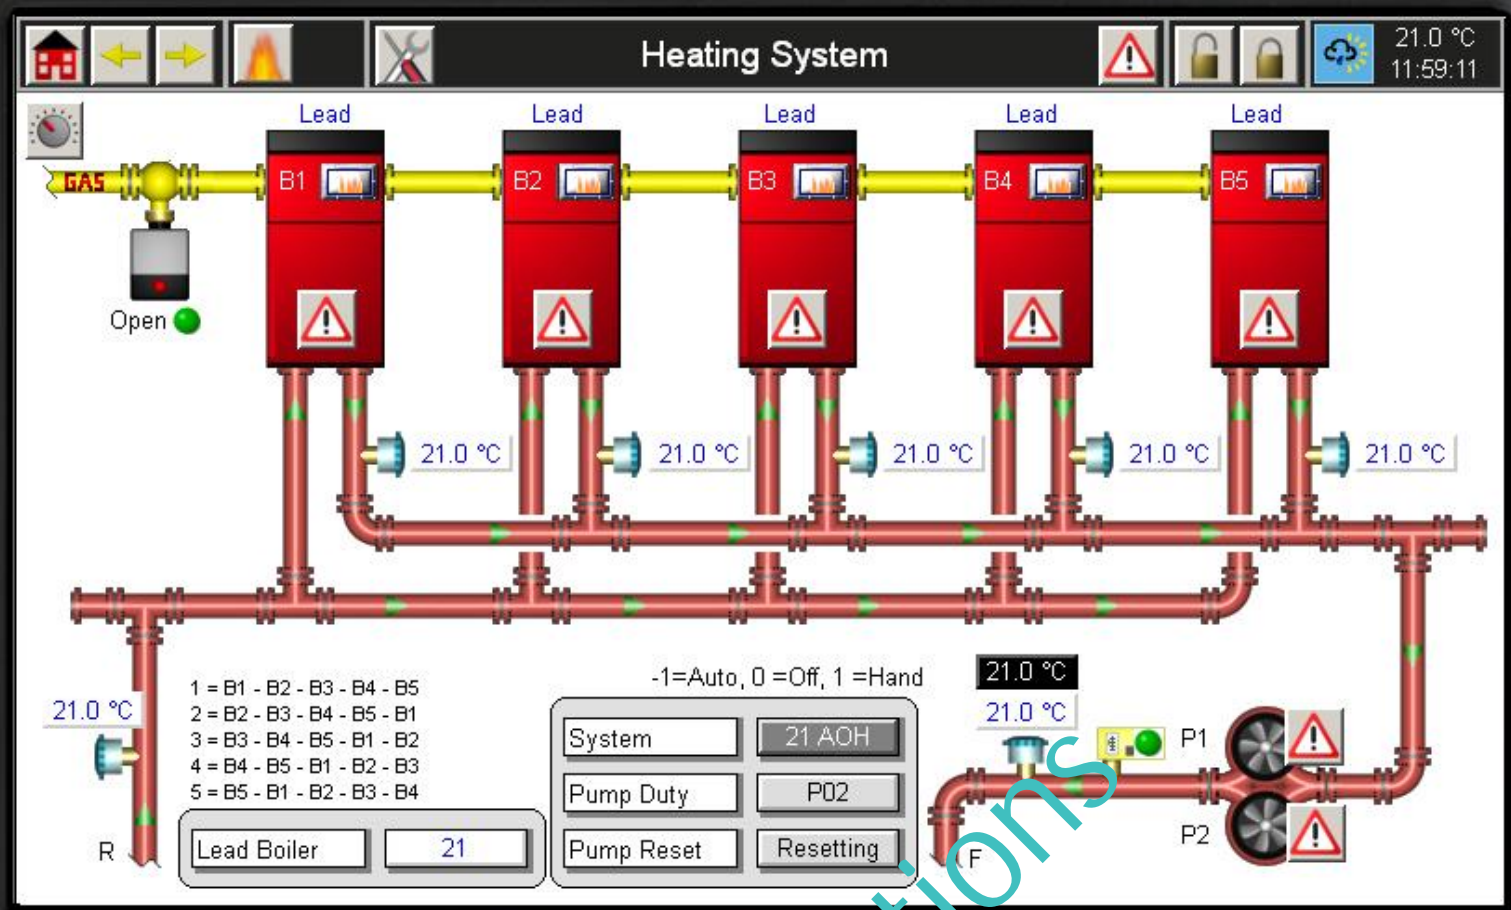 Heating System
21.0 °C
11:59:11
Lead
Lead
Lead
Lead
Lead
GAS
B1
B2
B3
B4
B5
Open
21.0 °C
21.0 °C
21.0 °C
21.0 °C
21.0 °C
21.0 °C
1 = B1 - B2 - B3 - B4 - B5
2 = B2 - B3 - B4 - B5 - B1
3 = B3 - B4 - B5 - B1 - B2
4 = B4 - B5 - B1 - B2 - B3
5 = B5 - B1 - B2 - B3 - B4
R
Lead Boiler
21
-1=Auto, 0 =Off, 1 =Hand
System
21 AOH
Pump Duty
P02
Pump Reset
Resetting
21.0 °C
21.0 °C
P1
P2
F
tions